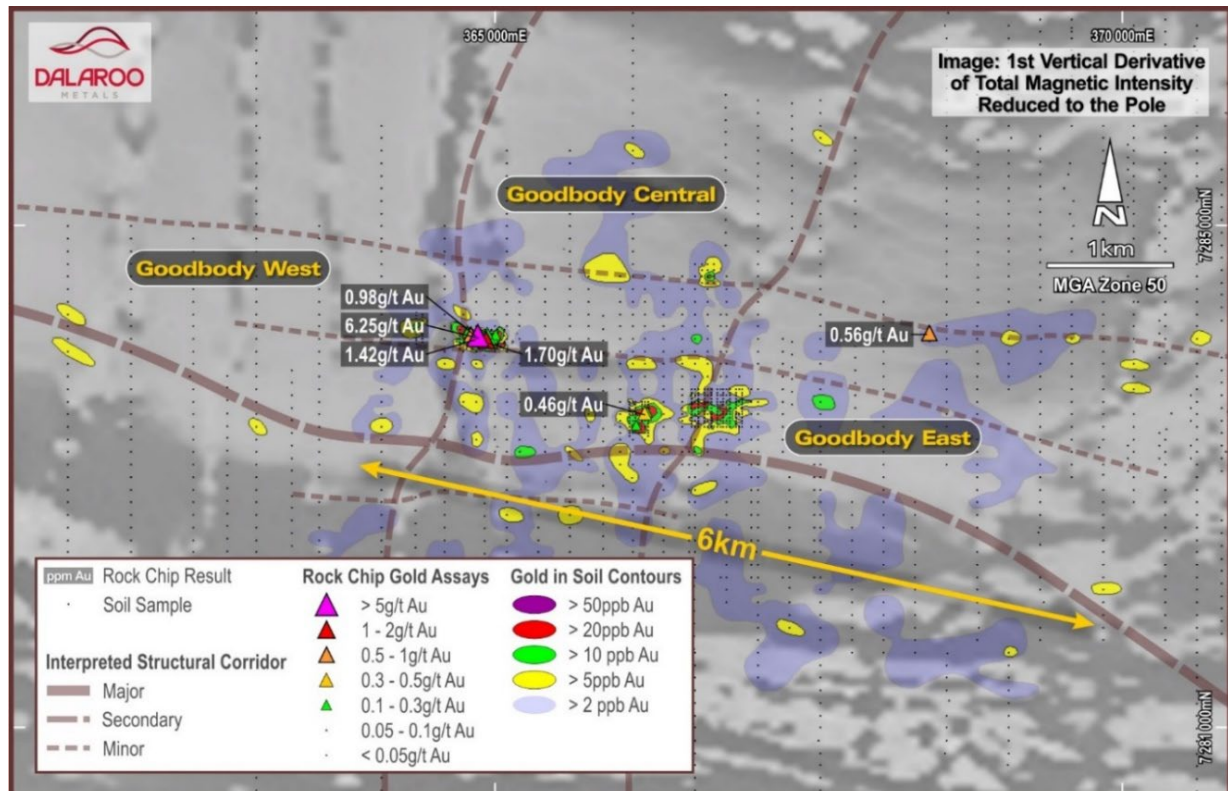 DALAROO
METALS
365 000mE
370 000mE
Image: 1st Vertical Derivative
of Total Magnetic Intensity
Reduced to the Pole
N
1km
MGA Zone 50
7'285 000mN
Goodbody Central
Goodbody West
0.98g/t Au
6.25g/t Au
1.42g/t Au
1.70g/t Au
0.56g/t Au
0.46g/t Au
Goodbody East
6km
7'281 000mN
ppm Au Rock Chip Result
Soil Sample
Interpreted Structural Corridor
Major
Secondary
Minor
Rock Chip Gold Assays
> 5g/t Au
1 - 2g/t Au
0.5 - 1g/t Au
0.3 - 0.5g/t Au
0.1 - 0.3g/t Au
0.05 - 0.1g/t Au
< 0.05g/t Au
Gold in Soil Contours
> 50ppb Au
> 20ppb Au
> 10 ppb Au
> 5ppb Au
> 2 ppb Au